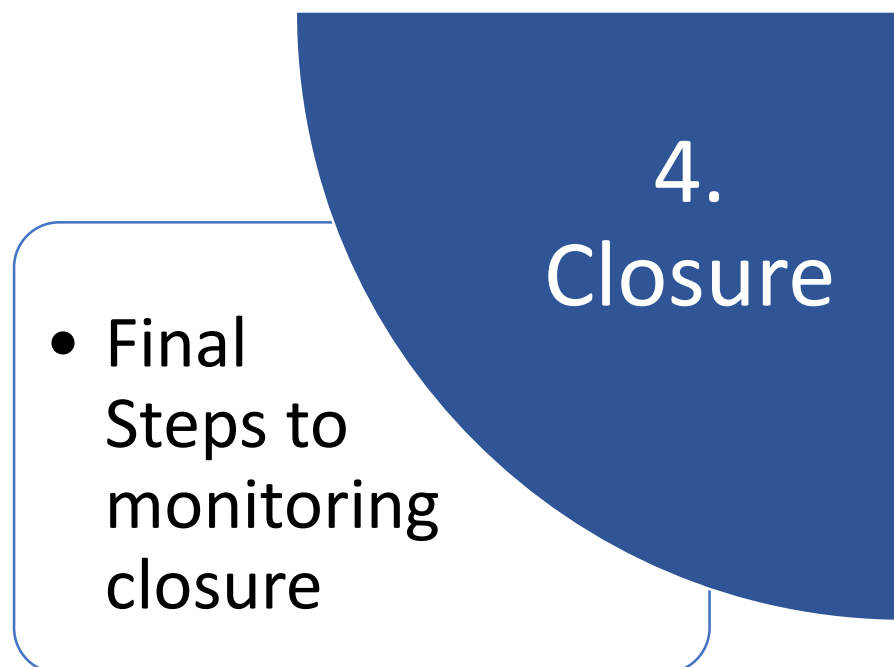 4.
Closure
• Final
Steps to
monitoring
closure